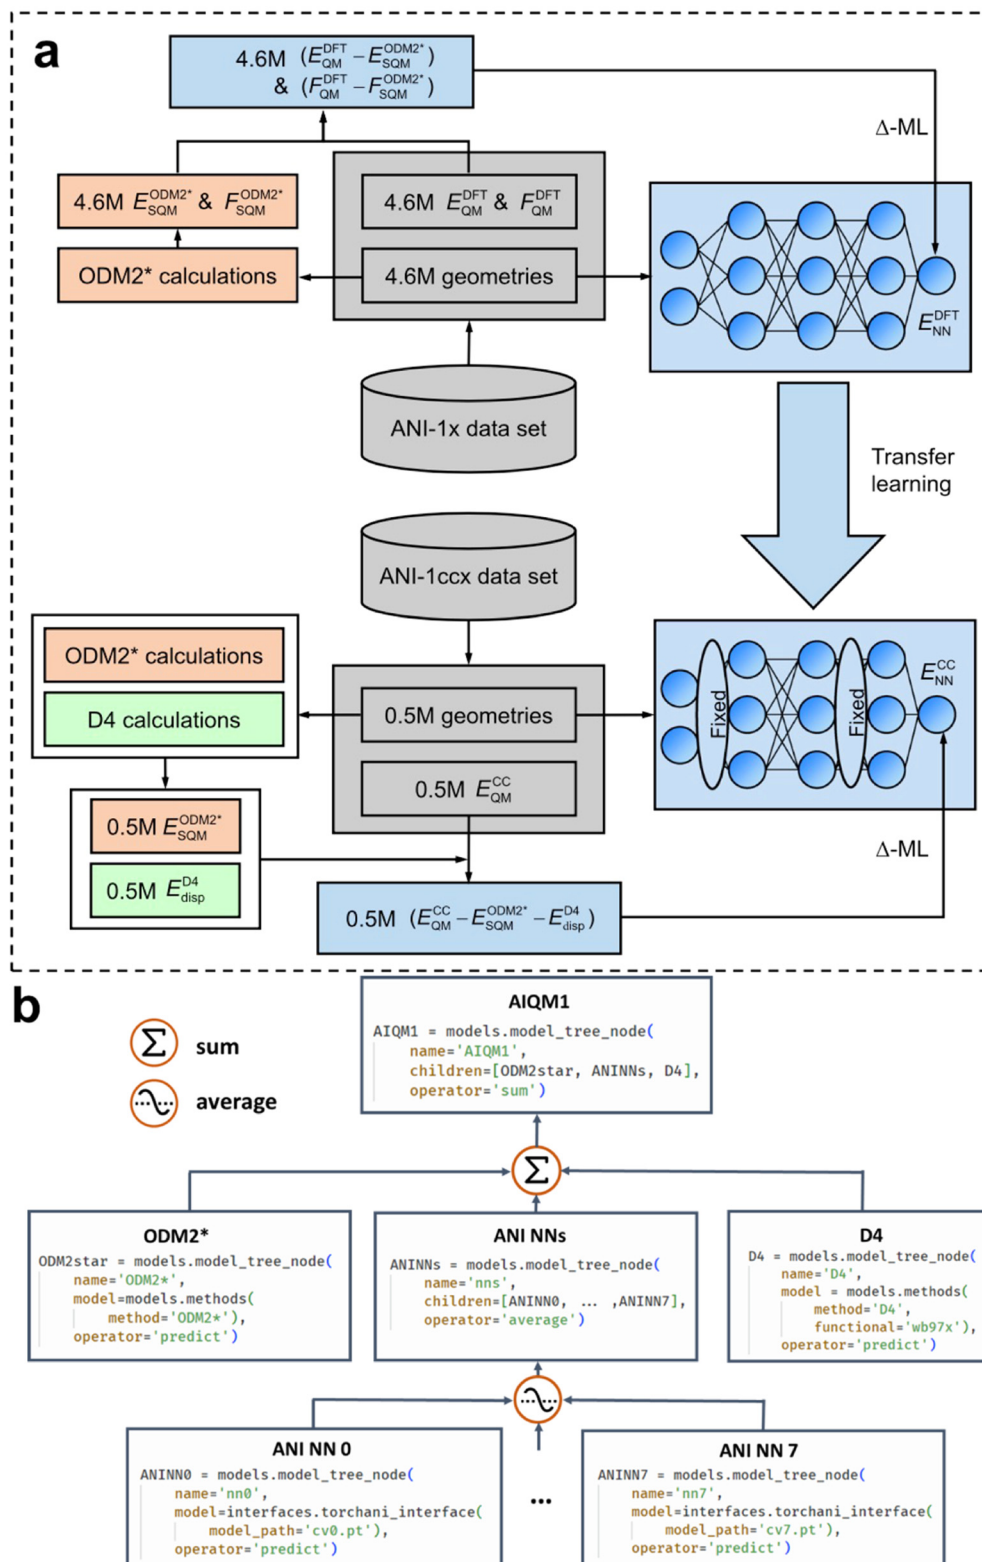 a
4.6M (E_QM^DFT − E_SQM^ODM2*)
& (F_QM^DFT − F_SQM^ODM2*)
Δ-ML
4.6M E_SQM^ODM2* & F_SQM^ODM2*
4.6M E_QM^DFT & F_QM^DFT
ODM2* calculations
4.6M geometries
E_NN^DFT
ANI-1x data set
Transfer
learning
ANI-1ccx data set
ODM2* calculations
D4 calculations
0.5M geometries
Fixed
Fixed
E_NN^CC
0.5M E_QM^CC
0.5M E_SQM^ODM2*
0.5M E_disp^D4
Δ-ML
0.5M (E_QM^CC − E_SQM^ODM2* − E_disp^D4)
b
Σ sum
average
AIQM1
AIQM1 = models.model_tree_node(
name='AIQM1',
children=[ODM2star, ANINNs, D4],
operator='sum')
Σ
ODM2*
ODM2star = models.model_tree_node(
name='ODM2*',
model=models.methods(
method='ODM2*'),
operator='predict')
ANI NNs
ANINNs = models.model_tree_node(
name='nns',
children=[ANINN0, ... ,ANINN7],
operator='average')
D4
D4 = models.model_tree_node(
name='D4',
model = models.methods(
method='D4',
functional='wb97x'),
operator='predict')
ANI NN 0
ANINN0 = models.model_tree_node(
name='nn0',
model=interfaces.torchani_interface(
model_path='cv0.pt'),
operator='predict')
...
ANI NN 7
ANINN7 = models.model_tree_node(
name='nn7',
model=interfaces.torchani_interface(
model_path='cv7.pt'),
operator='predict')